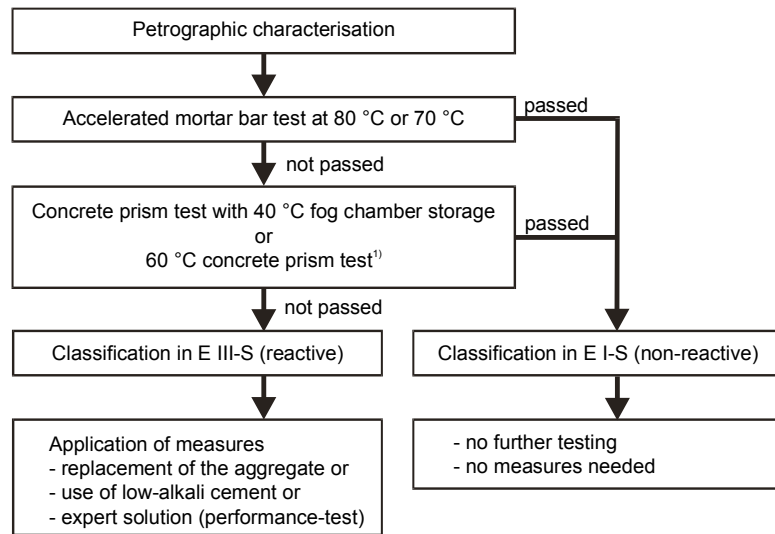 Petrographic characterisation
Accelerated mortar bar test at 80 °C or 70 °C
passed
not passed
Concrete prism test with 40 °C fog chamber storage
or
60 °C concrete prism test1)
passed
not passed
Classification in E III-S (reactive)
Classification in E I-S (non-reactive)
Application of measures
- replacement of the aggregate or
- use of low-alkali cement or
- expert solution (performance-test)
- no further testing
- no measures needed